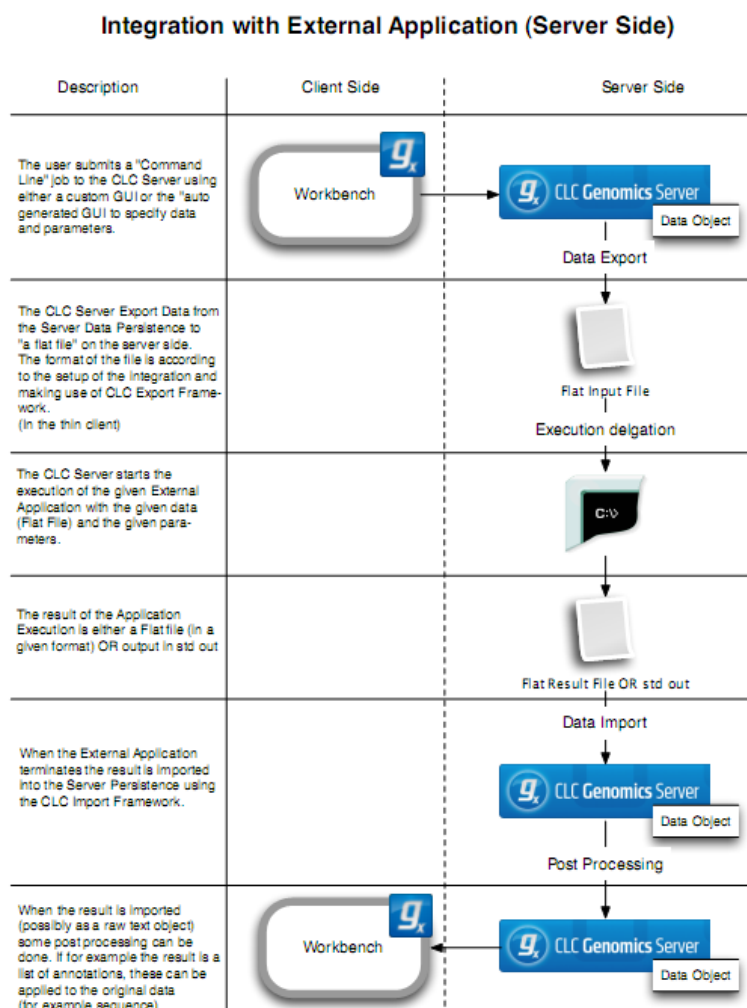 Integration with External Application (Server Side)
Description
Client Side
Server Side
The user submits a "Command
Line" job to the CLC Server using
either a custom GUI or the "auto
generated GUI to specify data
and parameters.
Workbench
gx
gx CLC Genomics Server
Data Object
Data Export
The CLC Server Export Data from
the Server Data Persistence to
"a flat file" on the server side.
The format of the file is according
to the setup of the integration and
making use of CLC Export Frame-
work.
(In the thin client)
Flat Input File
Execution delgation
The CLC Server starts the
execution of the given External
Application with the given data
(Flat File) and the given para-
meters.
C:\>
The result of the Application
Execution is either a Flat file (in a
given format) OR output in std out
Flat Result File OR std out
Data Import
When the External Application
terminates the result is imported
into the Server Persistence using
the CLC Import Framework.
gx CLC Genomics Server
Data Object
Post Processing
When the result is imported
(possibly as a raw text object)
some post processing can be
done. If for example the result is a
list of annotations, these can be
applied to the original data
(for example sequence)
Workbench
gx
gx CLC Genomics Server
Data Object